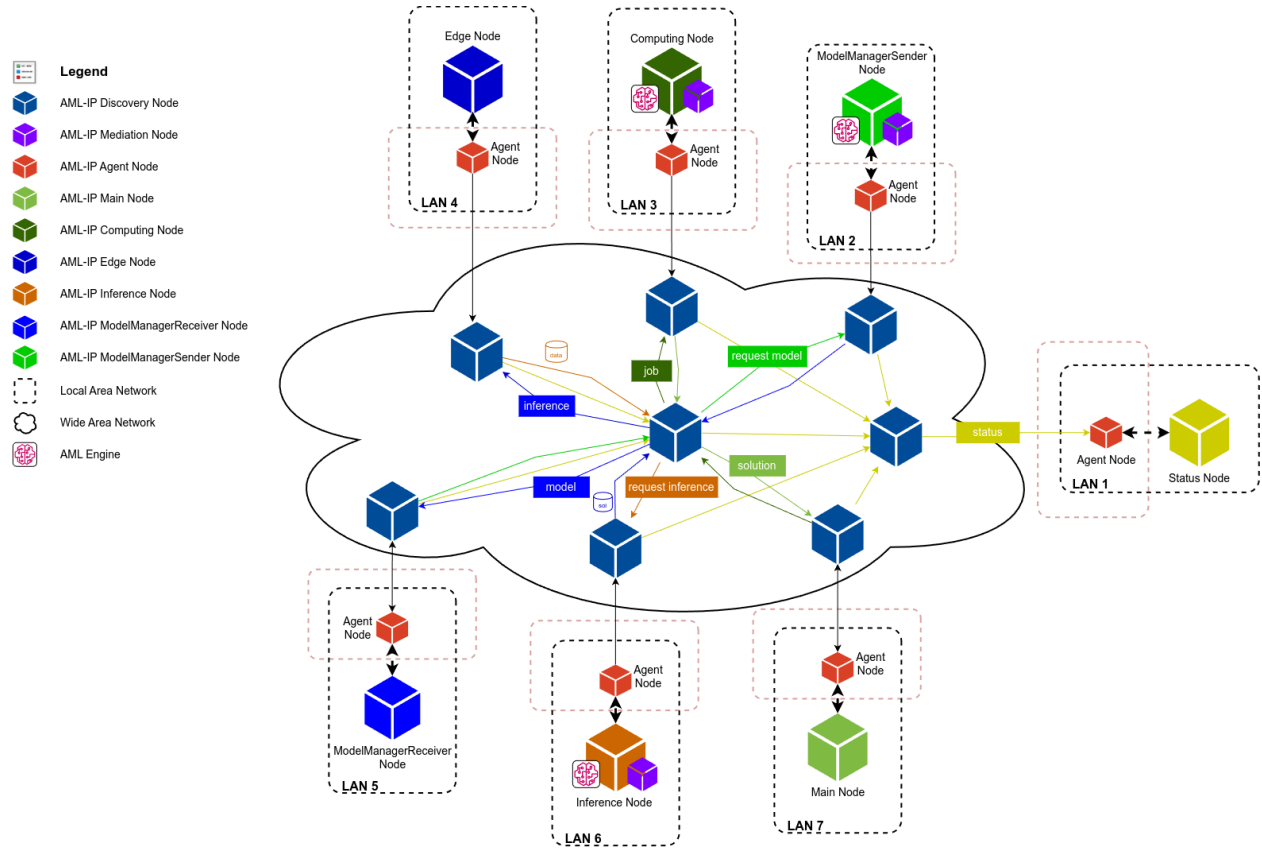 Legend
AML-IP Discovery Node
AML-IP Mediation Node
AML-IP Agent Node
AML-IP Main Node
AML-IP Computing Node
AML-IP Edge Node
AML-IP Inference Node
AML-IP ModelManagerReceiver Node
AML-IP ModelManagerSender Node
Local Area Network
Wide Area Network
AML Engine
Edge Node
Agent
Node
LAN 4
Computing Node
Agent
Node
LAN 3
ModelManagerSender
Node
Agent
Node
LAN 2
data
job
request model
inference
status
Agent Node
Status Node
LAN 1
model
sol
request inference
solution
Agent
Node
ModelManagerReceiver
Node
LAN 5
Agent
Node
Inference Node
LAN 6
Agent
Node
Main Node
LAN 7